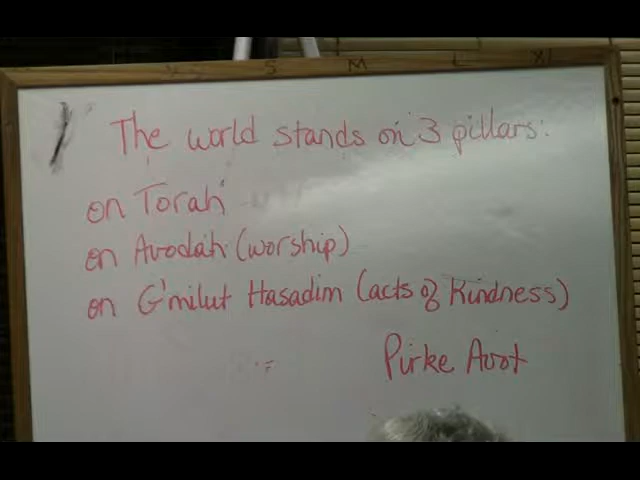 S M L XL
The world stands on 3 pillars:
on Torah
on Avodah (worship)
on G'milut Hasadim (acts of Kindness)
Pirke Avot